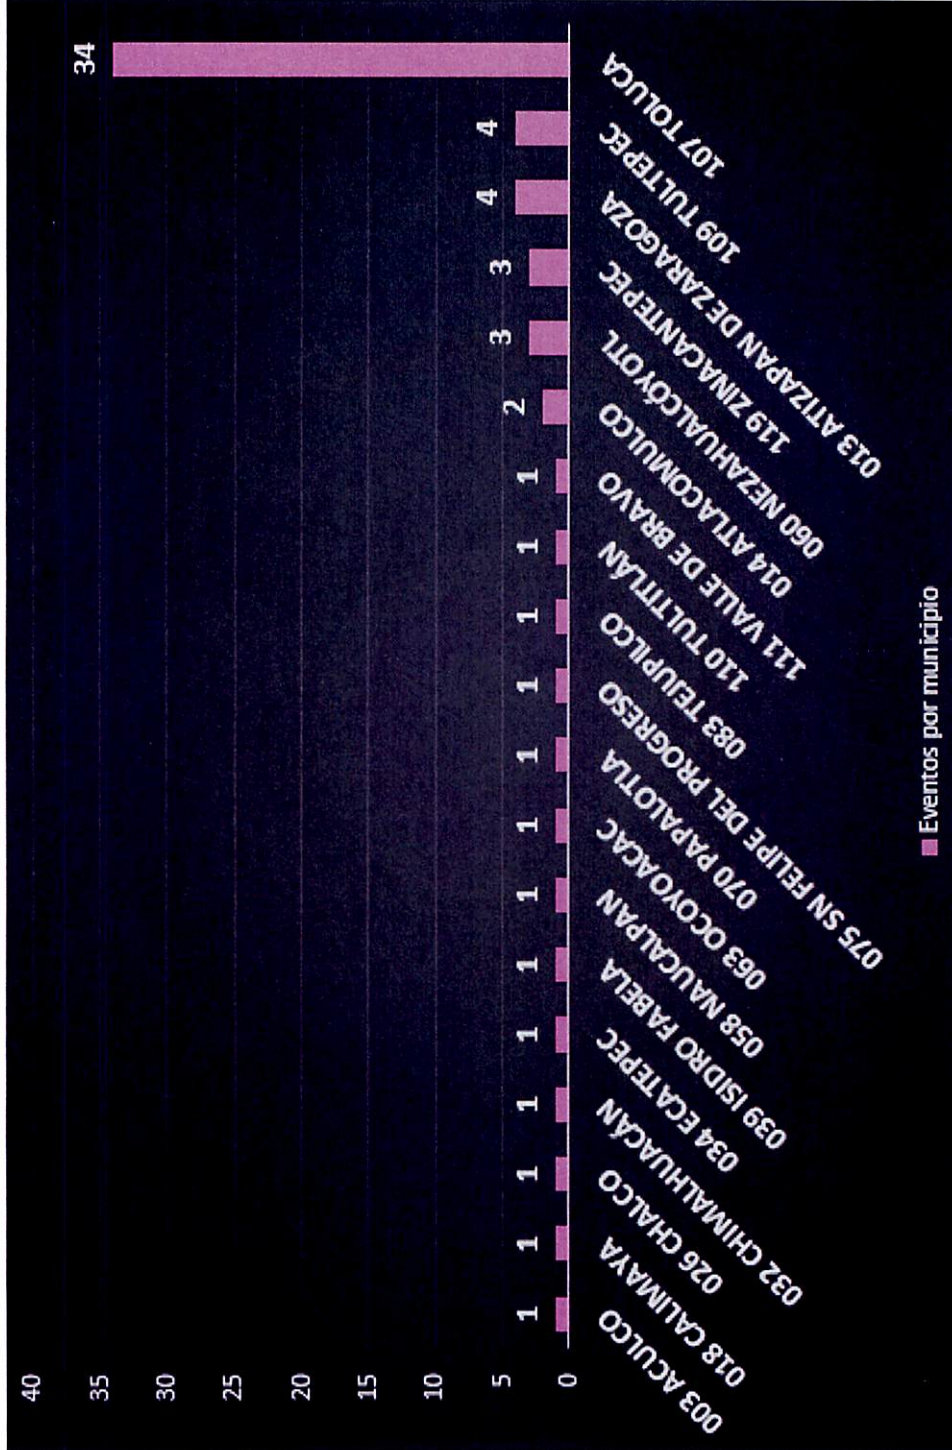 40
35
30
25
20
15
10
5
0
1
1
1
1
1
1
1
1
1
1
1
1
1
2
3
3
4
4
34
003 ACULCO
018 CALIMAYA
026 CHALCO
032 CHIMALHUACÁN
034 ECATEPEC
039 ISIDRO FABELA
058 NAUCALPAN
063 OCOYOACAC
070 PAPALOTLA
075 SN FELIPE DEL PROGRESO
083 TEJUPILCO
110 TULTITLÁN
111 VALLE DE BRAVO
014 ATLACOMULCO
060 NEZAHUALCÓYOTL
119 ZINACANTEPEC
013 ATIZAPAN DE ZARAGOZA
109 TULTEPEC
107 TOLUCA
Eventos por municipio